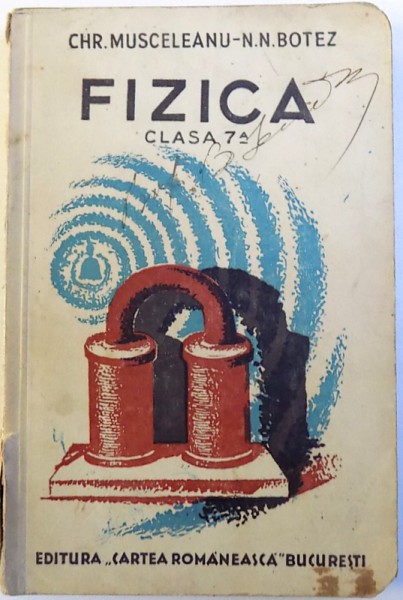 CHR. MUSCELEANU-N.N. BOTEZ
FIZICA
CLASA 7ª
EDITURA „CARTEA ROMÂNEASCĂ" BUCUREȘTI